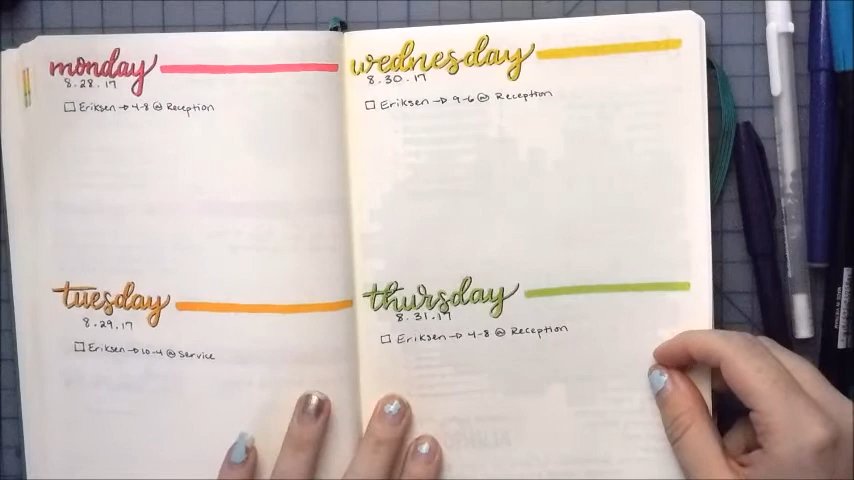 monday
8.28.17
Eriksen → 4-8 @ Reception
tuesday
8.29.17
Eriksen → 10-4 @ Service
wednesday
8.30.17
Eriksen → 9-6 @ Reception
thursday
8.31.17
Eriksen → 4-8 @ Reception